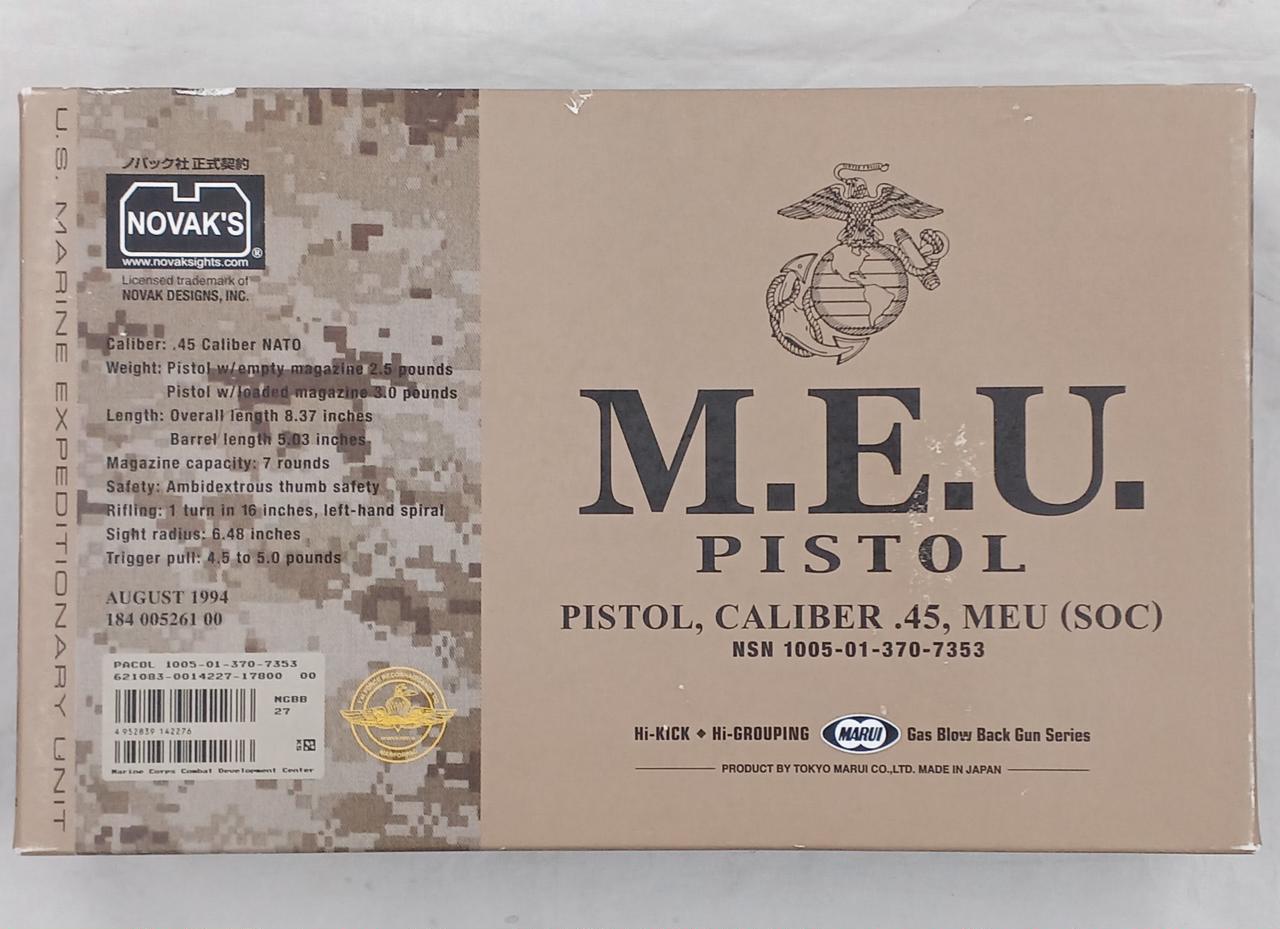 U.S. MARINE EXPEDITIONARY UNIT
ノバック社 正式契約
NOVAK'S
®
www.novaksights.com
Licensed trademark of
NOVAK DESIGNS, INC.
Caliber: .45 Caliber NATO
Weight: Pistol w/empty magazine 2.5 pounds
Pistol w/loaded magazine 3.0 pounds
Length: Overall length 8.37 inches
Barrel length 5.03 inches
Magazine capacity: 7 rounds
Safety: Ambidextrous thumb safety
Rifling: 1 turn in 16 inches, left-hand spiral
Sight radius: 6.48 inches
Trigger pull: 4.5 to 5.0 pounds
AUGUST 1994
184 005261 00
PACOL 1005-01-370-7353
621083-0014227-17800 00
MGBB
27
4 952839 142276
Marine Corps Combat Development Center
M.E.U.
PISTOL
PISTOL, CALIBER .45, MEU (SOC)
NSN 1005-01-370-7353
Hi-KICK ◆ Hi-GROUPING MARUI Gas Blow Back Gun Series
PRODUCT BY TOKYO MARUI CO.,LTD. MADE IN JAPAN